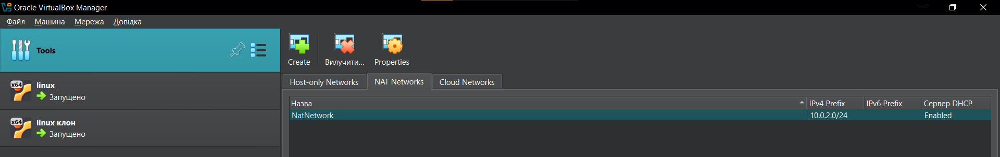 Oracle VirtualBox Manager
Файл Машина Мережа Довідка
Tools
x64
linux
Запущено
x64
linux клон
Запущено
Create Вилучити... Properties
Host-only Networks NAT Networks Cloud Networks
Назва IPv4 Prefix IPv6 Prefix Сервер DHCP
NatNetwork 10.0.2.0/24 Enabled